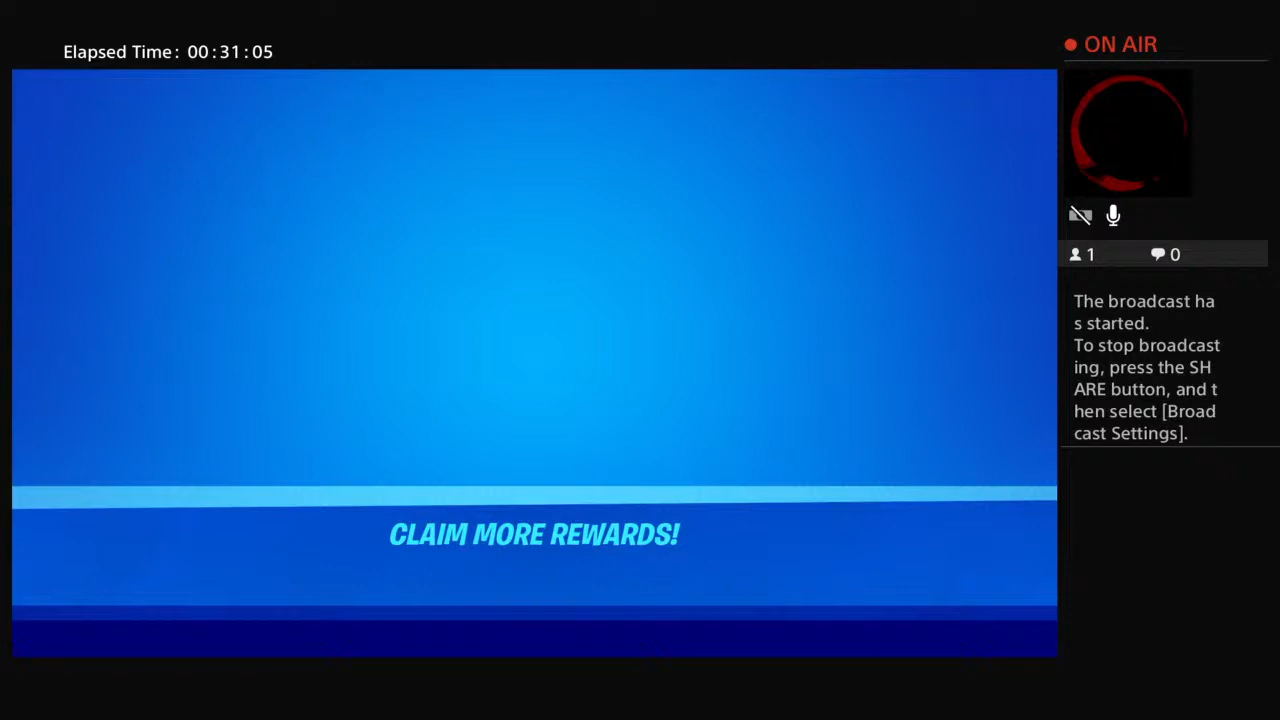 Elapsed Time: 00:31:05
ON AIR
1
0
The broadcast ha
s started.
To stop broadcast
ing, press the SH
ARE button, and t
hen select [Broad
cast Settings].
CLAIM MORE REWARDS!